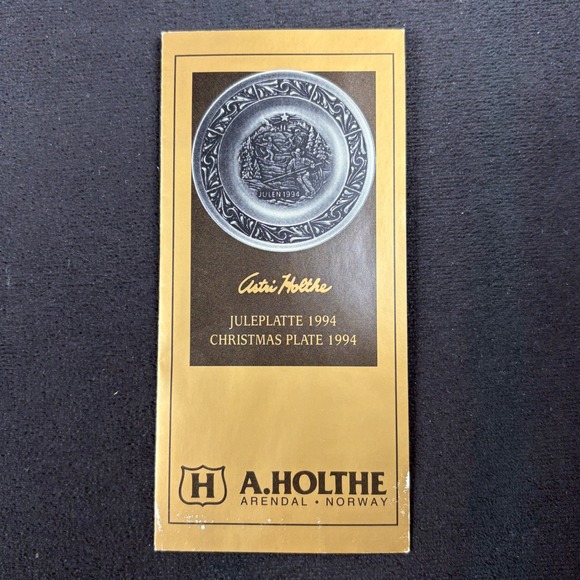 JULEN 1994
Astri Holthe
JULEPLATTE 1994
CHRISTMAS PLATE 1994
H A.HOLTHE
ARENDAL • NORWAY